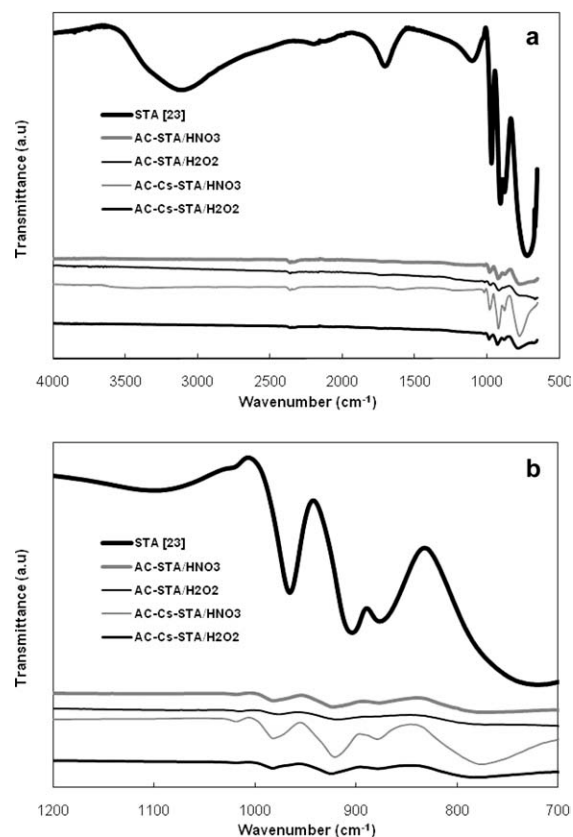 a
Transmittance (a.u)
STA [23]
AC-STA/HNO3
AC-STA/H2O2
AC-Cs-STA/HNO3
AC-Cs-STA/H2O2
4000 3500 3000 2500 2000 1500 1000 500
Wavenumber (cm-1)
b
Transmittance (a.u)
STA [23]
AC-STA/HNO3
AC-STA/H2O2
AC-Cs-STA/HNO3
AC-Cs-STA/H2O2
1200 1100 1000 900 800 700
Wavenumber (cm-1)